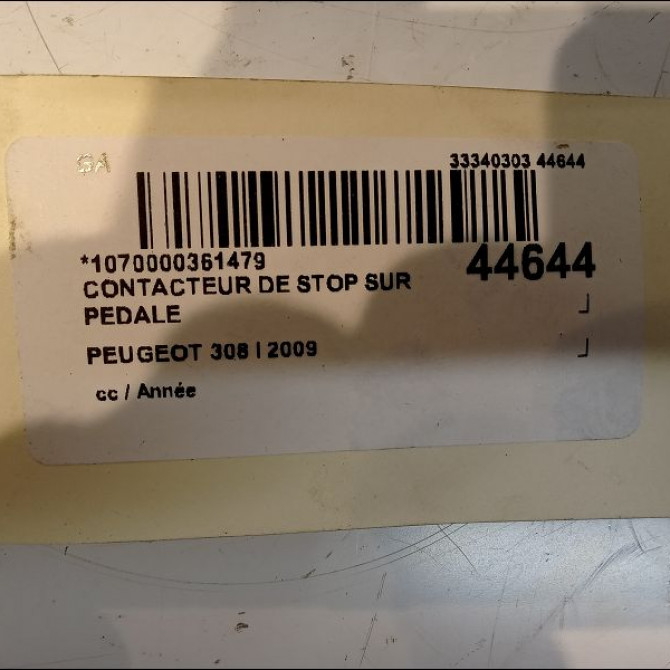 GA
33340303 44644
*1070000361479
44644
CONTACTEUR DE STOP SUR
PEDALE
PEUGEOT 308 I 2009
cc / Année